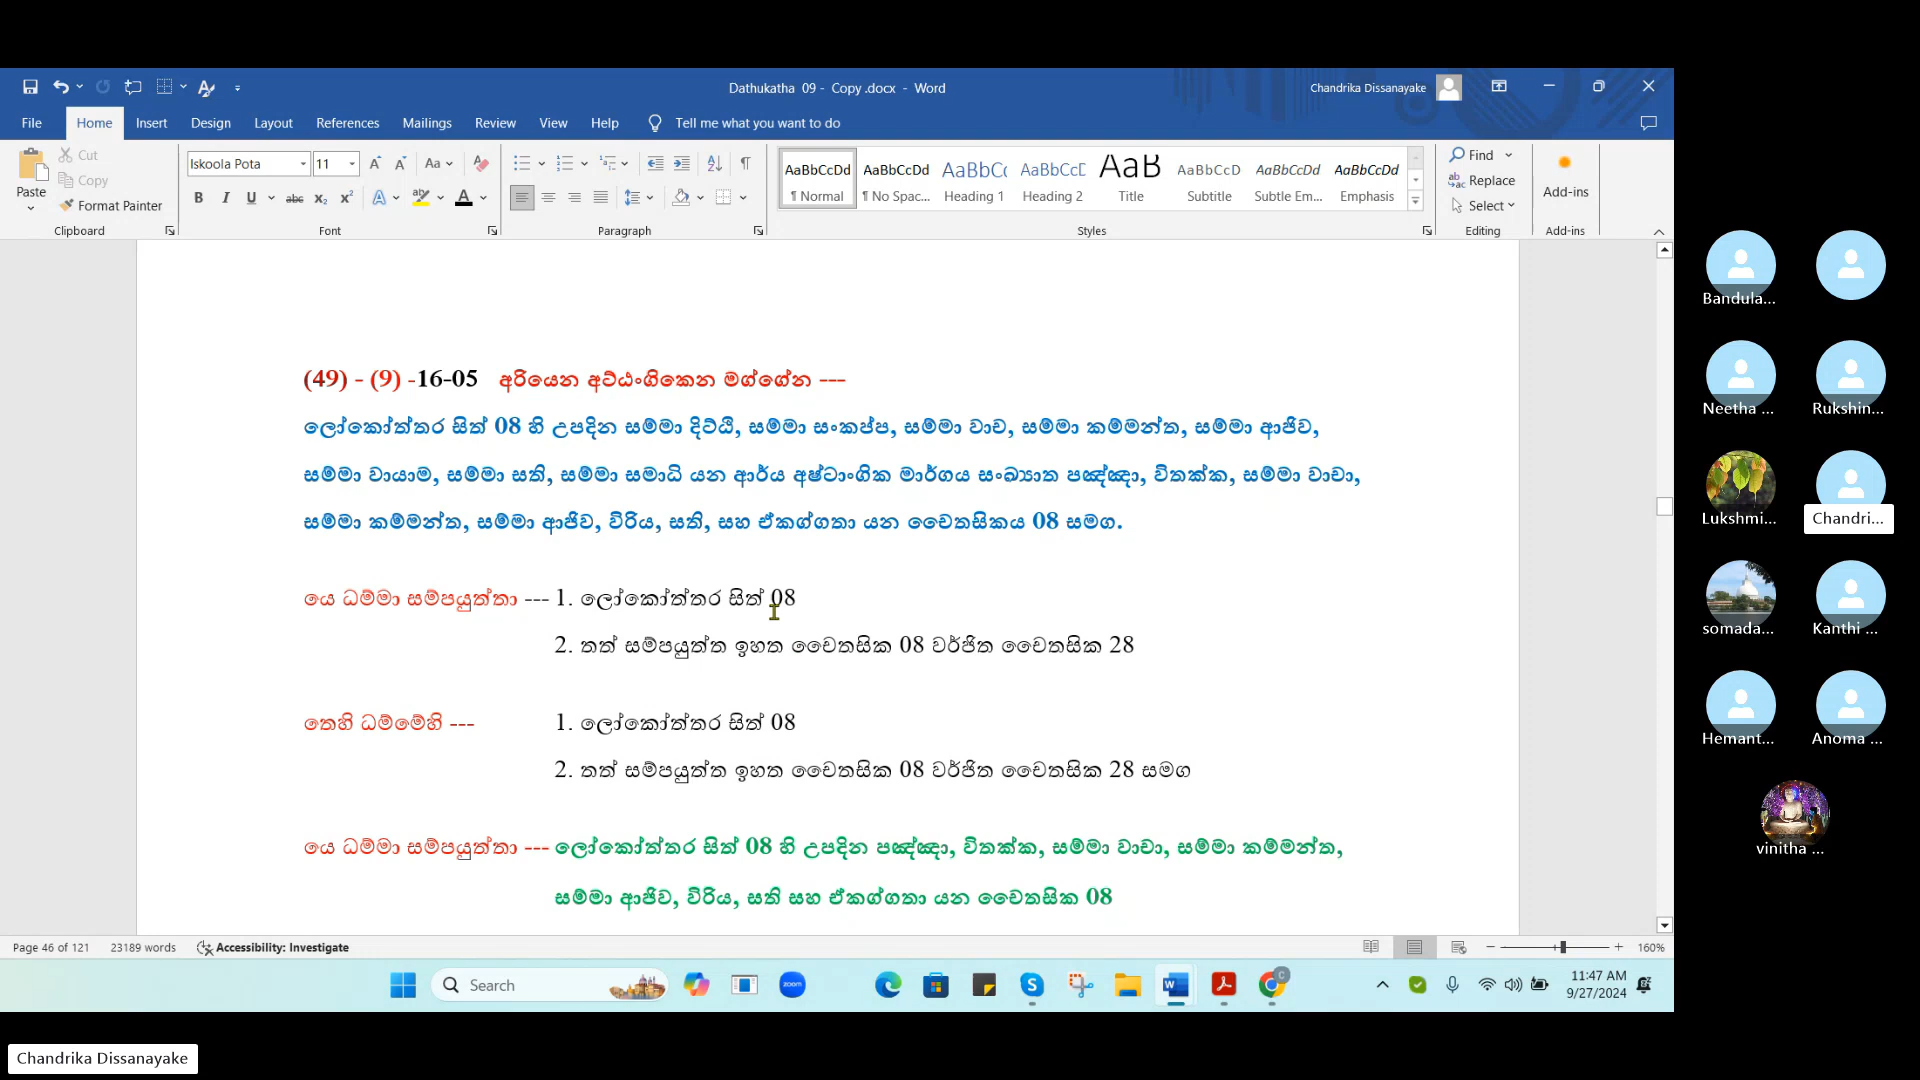 Dathukatha 09 - Copy .docx - Word
Chandrika Dissanayake
File Home Insert Design Layout References Mailings Review View Help Tell me what you want to do
Paste
Cut
Copy
Format Painter
Clipboard
Iskoola Pota 11
Font
Paragraph
AaBbCcDd AaBbCcDd AaBbCc AaBbCcD AaB AaBbCcD AaBbCcDd AaBbCcDd
¶ Normal ¶ No Spac... Heading 1 Heading 2 Title Subtitle Subtle Em... Emphasis
Styles
Find
Replace
Select
Editing
Add-ins
Add-ins
(49) - (9) -16-05 අරියෙන අට්ඨංගිකෙන මග්ගේන ---
ලෝකෝත්තර සිත් 08 හි උපදින සම්මා දිට්ඨි, සම්මා සංකප්ප, සම්මා වාච, සම්මා කම්මන්ත, සම්මා ආජිව,
සම්මා වායාම, සම්මා සති, සම්මා සමාධි යන ආර්ය අෂ්ටාංගික මාර්ගය සංඛ්‍යාත පඤ්ඤා, විතක්ක, සම්මා වාචා,
සම්මා කම්මන්ත, සම්මා ආජිව, විරිය, සති, සහ ඒකග්ගතා යන චෛතසිකය 08 සමග.
යෙ ධම්මා සම්පයුත්තා --- 1. ලෝකෝත්තර සිත් 08
2. තත් සම්පයුත්ත ඉහත චෛතසික 08 වර්ජිත චෛතසික 28
තෙහි ධම්මේහි --- 1. ලෝකෝත්තර සිත් 08
2. තත් සම්පයුත්ත ඉහත චෛතසික 08 වර්ජිත චෛතසික 28 සමග
යෙ ධම්මා සම්පයුත්තා --- ලෝකෝත්තර සිත් 08 හි උපදින පඤ්ඤා, විතක්ක, සම්මා වාචා, සම්මා කම්මන්ත,
සම්මා ආජිව, විරිය, සති සහ ඒකග්ගතා යන චෛතසික 08
Page 46 of 121 23189 words Accessibility: Investigate 160%
Search
zoom
11:47 AM
9/27/2024
Bandula...
Neetha ... Rukshin...
Lukshmi... Chandri...
somada... Kanthi ...
Hemant... Anoma ...
vinitha ...
Chandrika Dissanayake